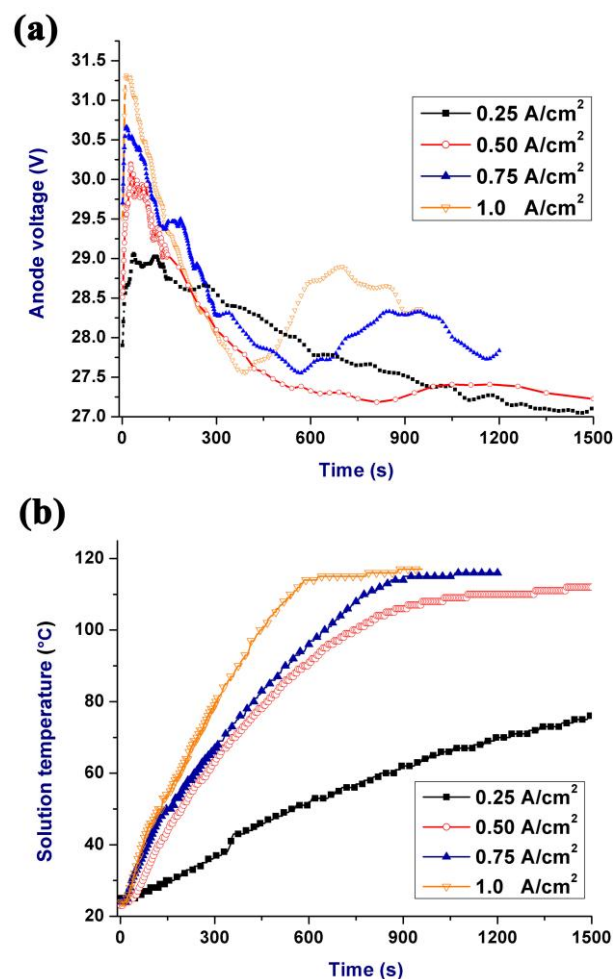 (a)
31.5
31.0
30.5
30.0
29.5
29.0
28.5
28.0
27.5
27.0
Anode voltage (V)
0.25 A/cm²
0.50 A/cm²
0.75 A/cm²
1.0 A/cm²
0 300 600 900 1200 1500
Time (s)
(b)
120
100
80
60
40
20
Solution temperature (°C)
0.25 A/cm²
0.50 A/cm²
0.75 A/cm²
1.0 A/cm²
0 300 600 900 1200 1500
Time (s)